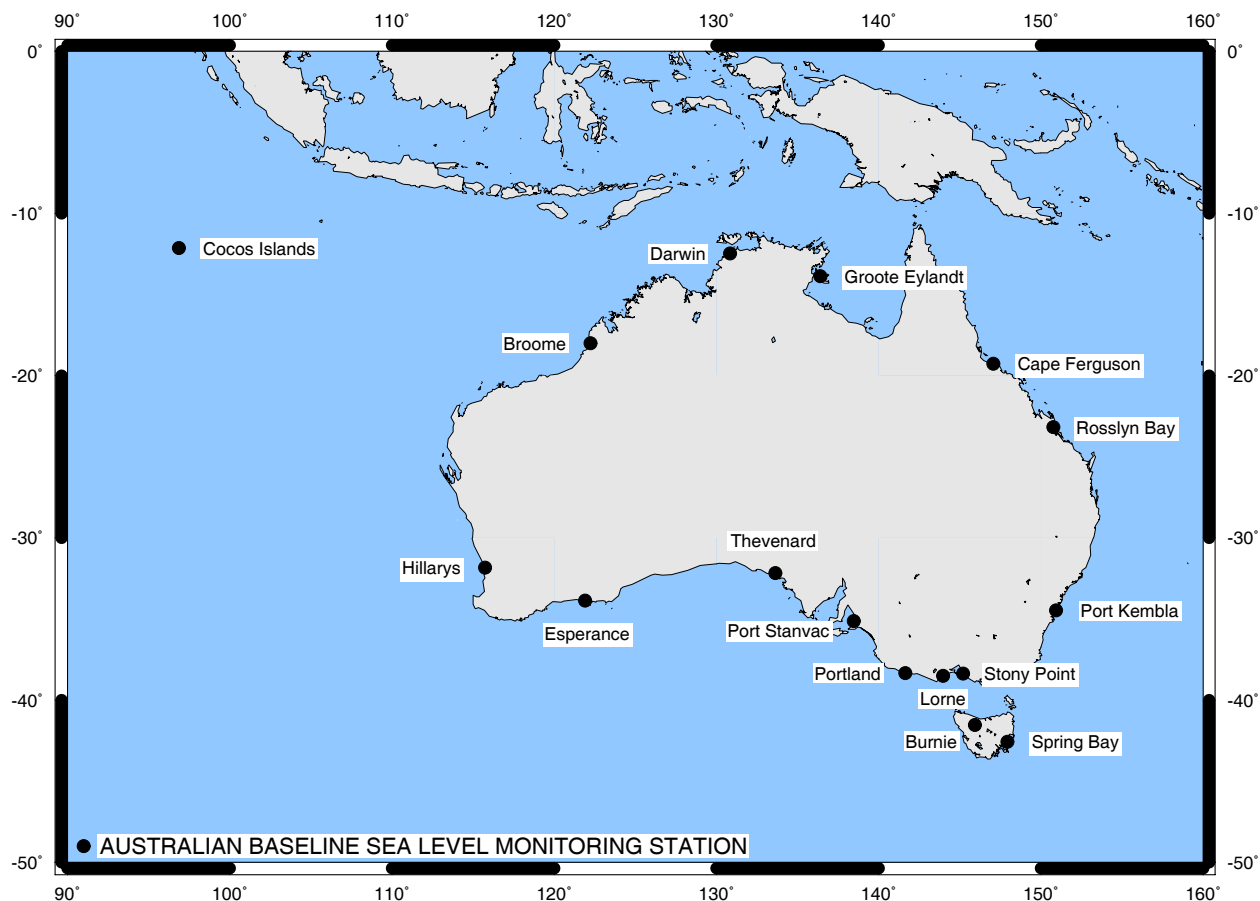 90˚ 100˚ 110˚ 120˚ 130˚ 140˚ 150˚ 160˚
0˚ 0˚
-10˚ -10˚
Cocos Islands
Darwin
Groote Eylandt
Broome
Cape Ferguson
-20˚ -20˚
Rosslyn Bay
-30˚ -30˚
Thevenard
Hillarys
Port Kembla
Esperance
Port Stanvac
Portland
Stony Point
Lorne
-40˚ -40˚
Burnie
Spring Bay
AUSTRALIAN BASELINE SEA LEVEL MONITORING STATION
-50˚ -50˚
90˚ 100˚ 110˚ 120˚ 130˚ 140˚ 150˚ 160˚